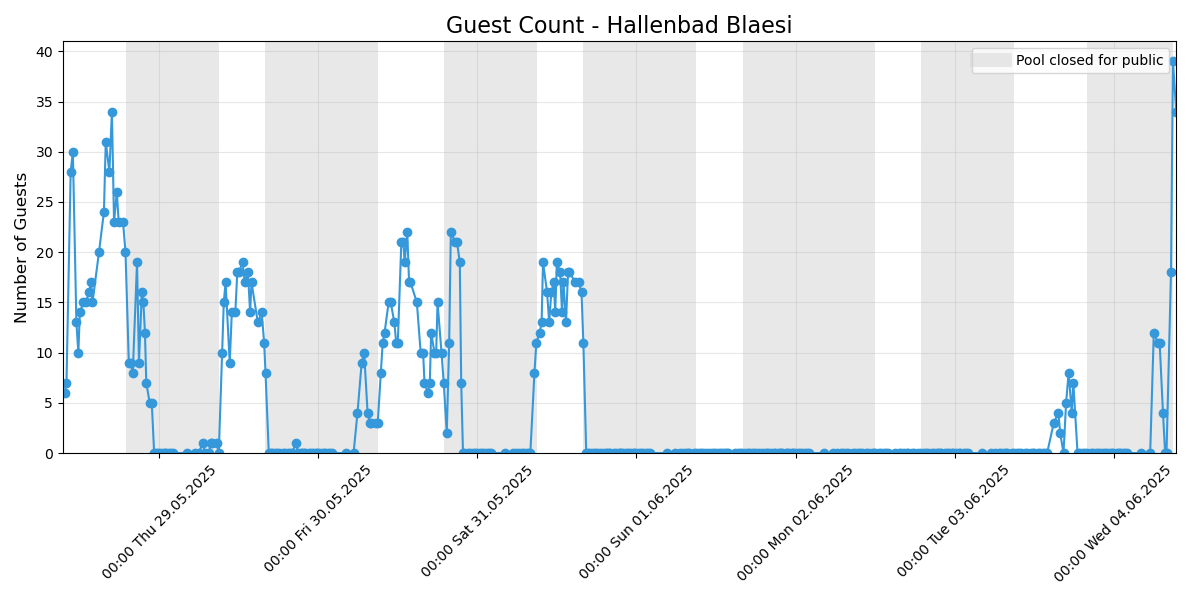 Guest Count - Hallenbad Blaesi
Pool closed for public
Number of Guests
40
35
30
25
20
15
10
5
0
00:00 Thu 29.05.2025
00:00 Fri 30.05.2025
00:00 Sat 31.05.2025
00:00 Sun 01.06.2025
00:00 Mon 02.06.2025
00:00 Tue 03.06.2025
00:00 Wed 04.06.2025